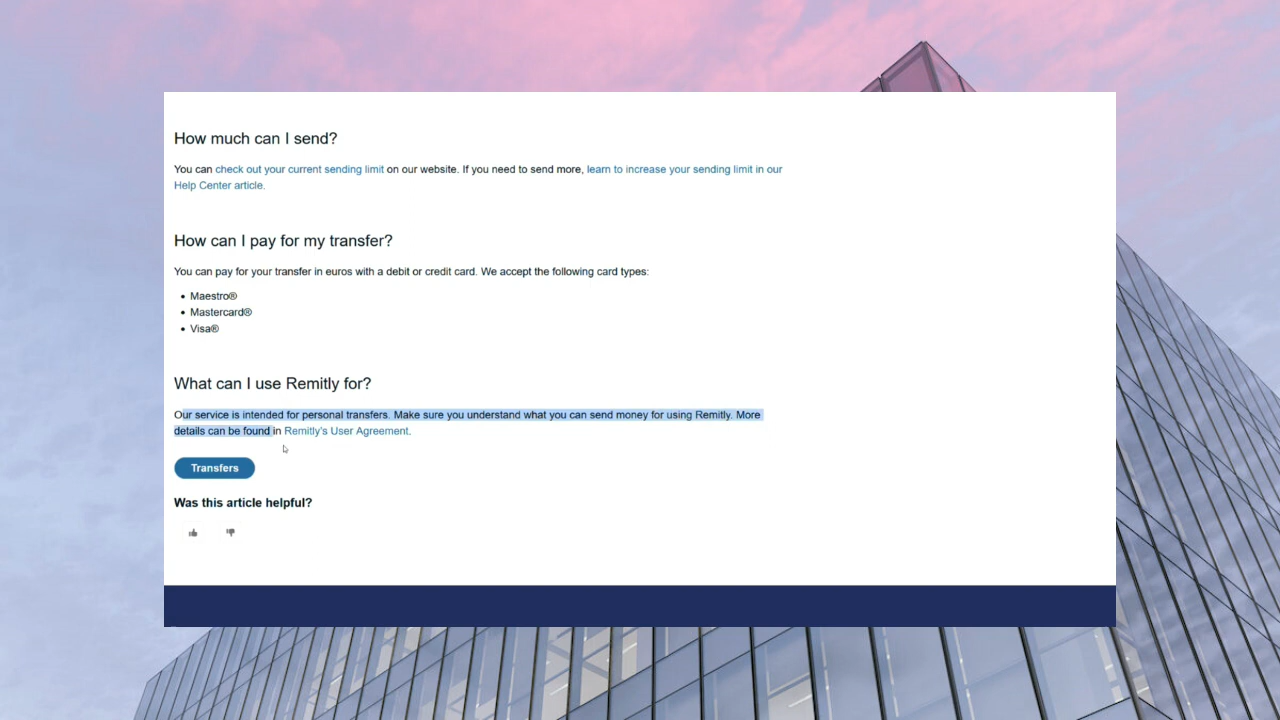 How much can I send?
You can check out your current sending limit on our website. If you need to send more, learn to increase your sending limit in our
Help Center article.
How can I pay for my transfer?
You can pay for your transfer in euros with a debit or credit card. We accept the following card types:
• Maestro®
• Mastercard®
• Visa®
What can I use Remitly for?
Our service is intended for personal transfers. Make sure you understand what you can send money for using Remitly. More
details can be found in Remitly's User Agreement.
Transfers
Was this article helpful?